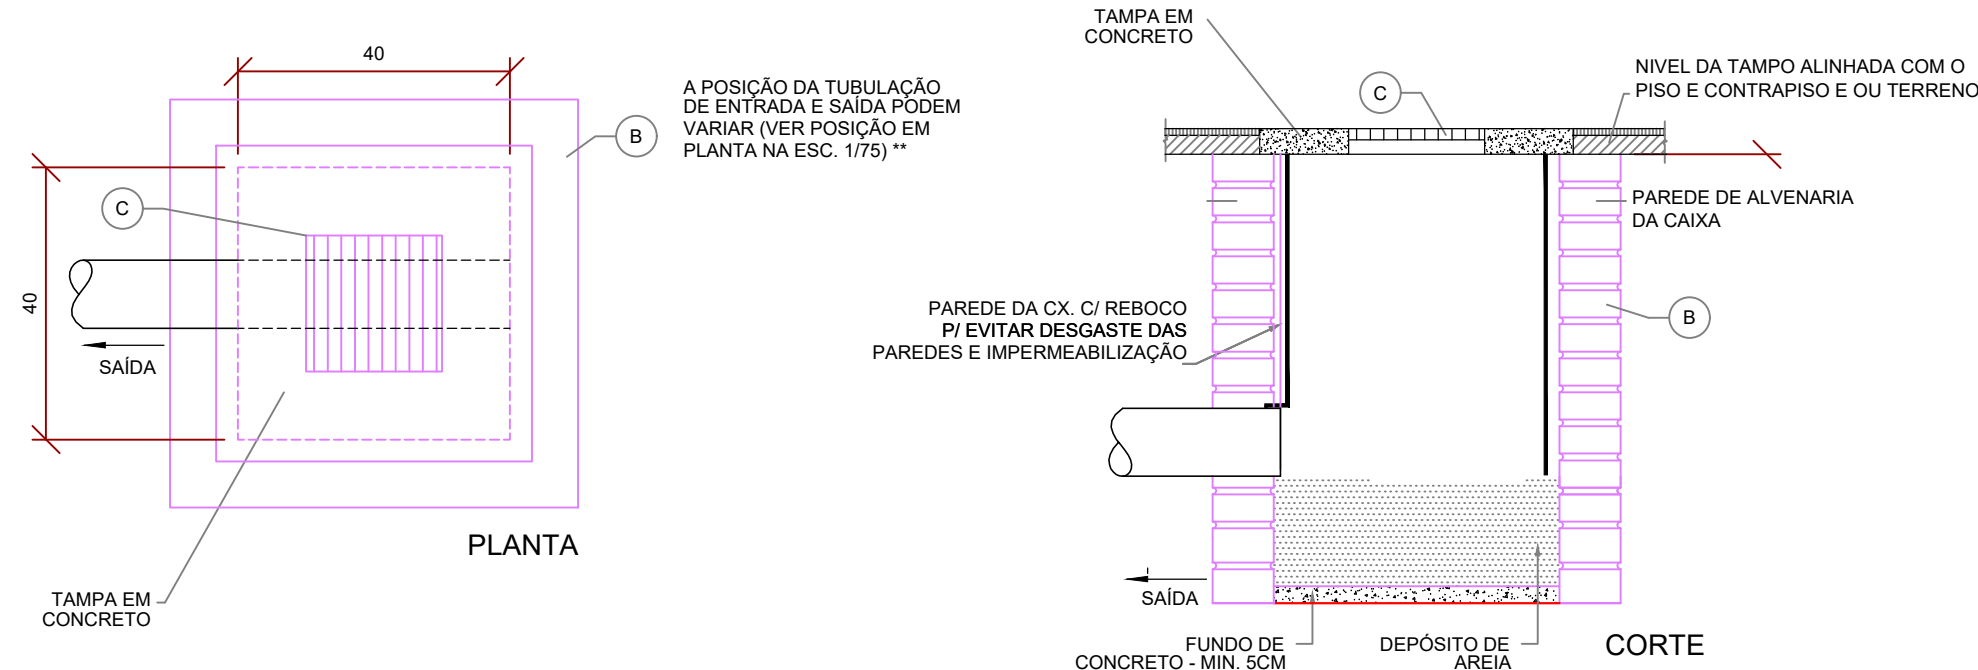 40
A POSIÇÃO DA TUBULAÇÃO
DE ENTRADA E SAÍDA PODEM
VARIAR (VER POSIÇÃO EM
PLANTA NA ESC. 1/75) **
B
C
40
SAÍDA
PLANTA
TAMPA EM
CONCRETO
TAMPA EM
CONCRETO
C
NIVEL DA TAMPO ALINHADA COM O
PISO E CONTRAPISO E OU TERRENO
PAREDE DE ALVENARIA
DA CAIXA
PAREDE DA CX. C/ REBOCO
P/ EVITAR DESGASTE DAS
PAREDES E IMPERMEABILIZAÇÃO
B
SAÍDA
FUNDO DE
CONCRETO - MIN. 5CM
DEPÓSITO DE
AREIA
CORTE